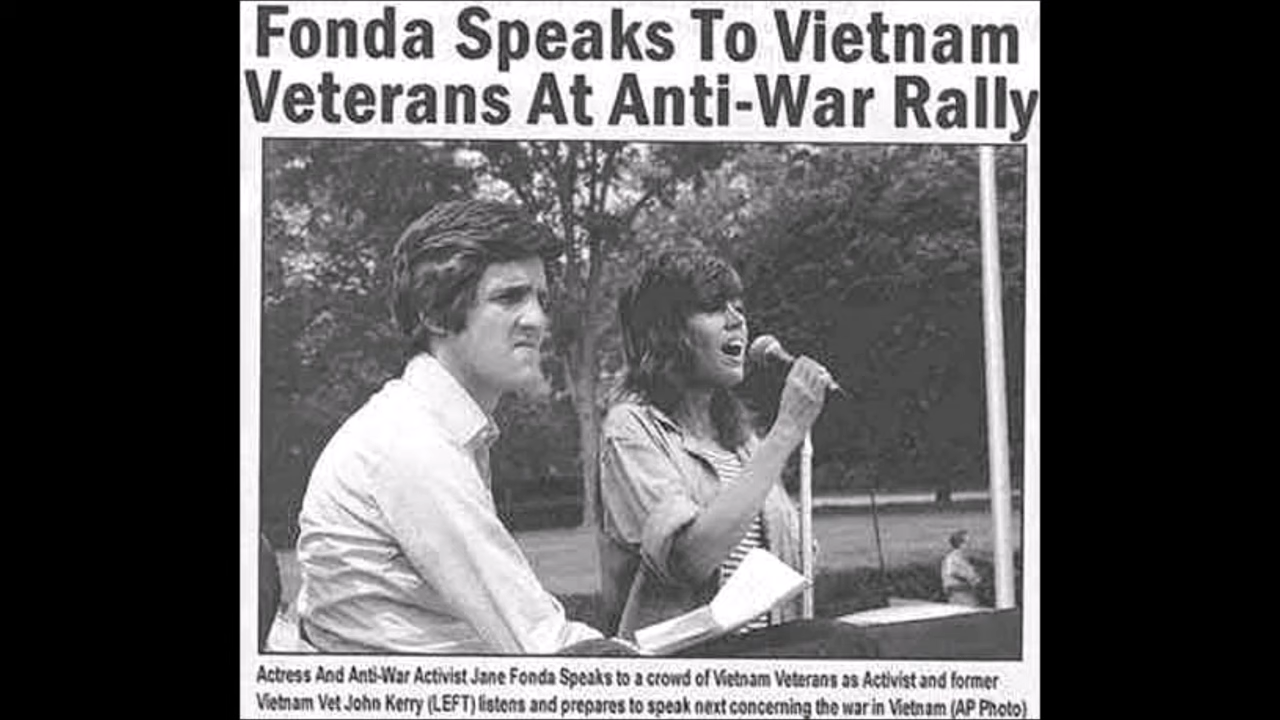 Fonda Speaks To Vietnam
Veterans At Anti-War Rally
Actress And Anti-War Activist Jane Fonda Speaks to a crowd of Vietnam Veterans as Activist and former
Vietnam Vet John Kerry (LEFT) listens and prepares to speak next concerning the war in Vietnam (AP Photo)